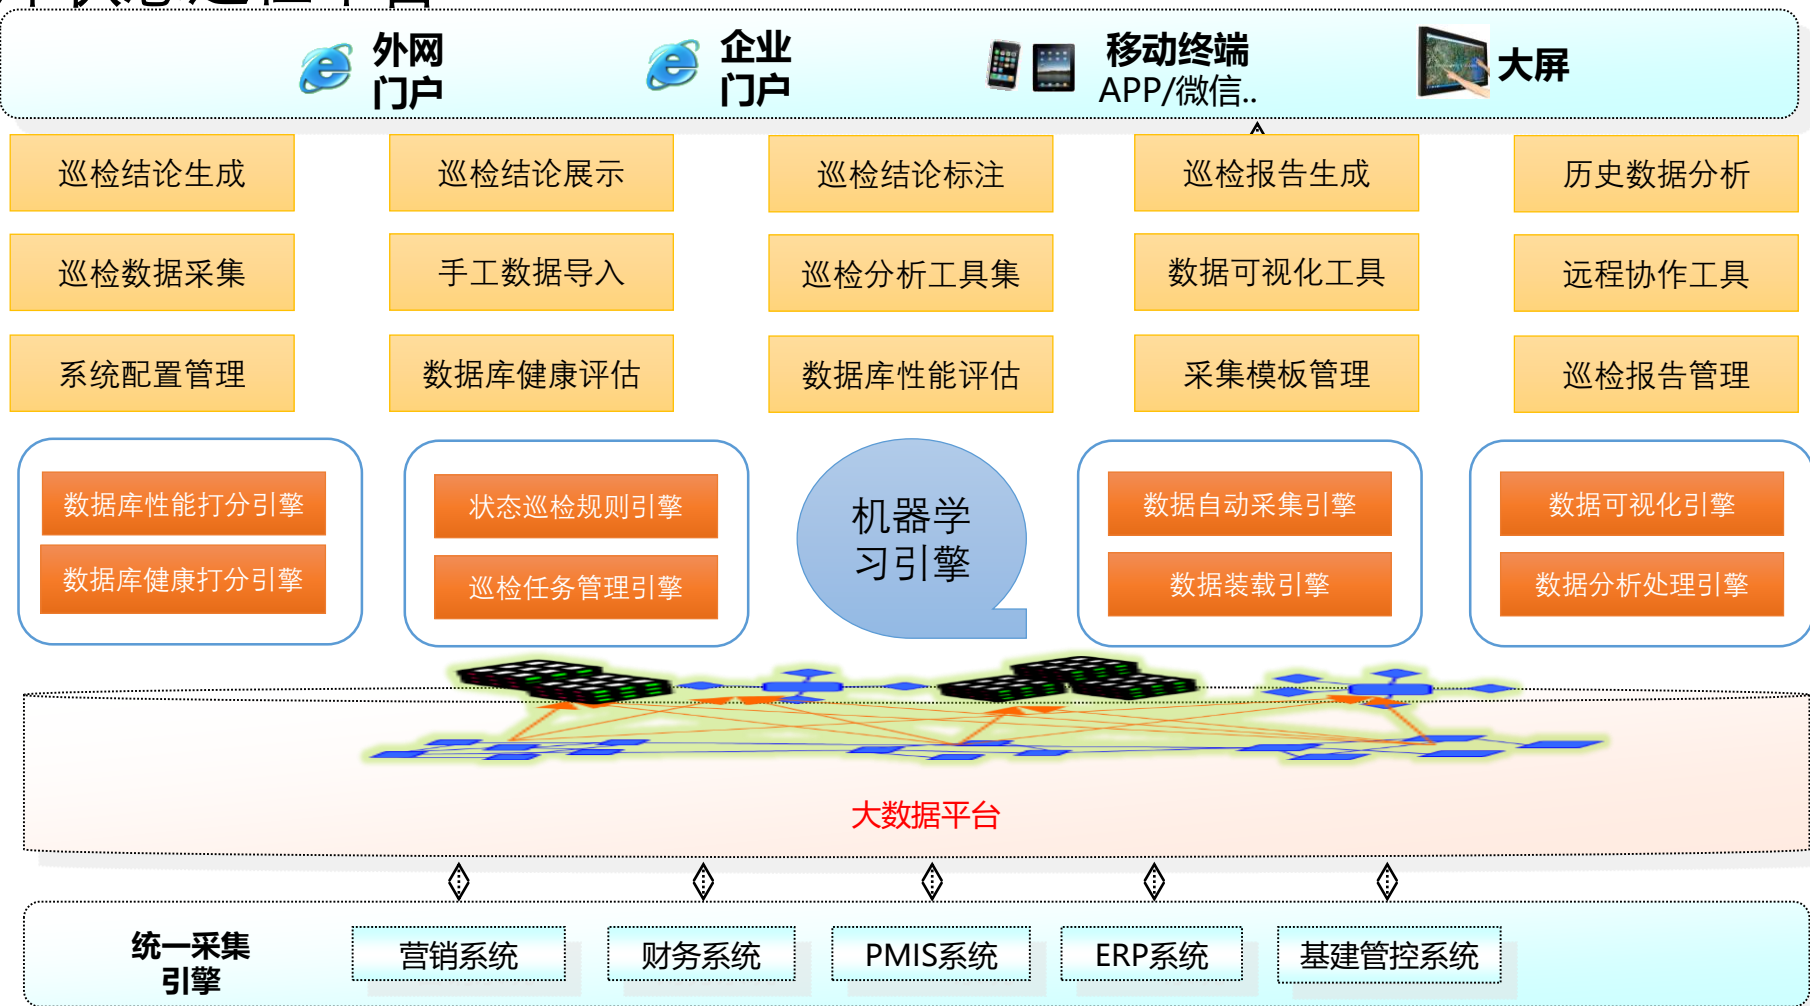 外网
门户
企业
门户
移动终端
APP/微信..
大屏
巡检结论生成
巡检结论展示
巡检结论标注
巡检报告生成
历史数据分析
巡检数据采集
手工数据导入
巡检分析工具集
数据可视化工具
远程协作工具
系统配置管理
数据库健康评估
数据库性能评估
采集模板管理
巡检报告管理
数据库性能打分引擎
数据库健康打分引擎
状态巡检规则引擎
巡检任务管理引擎
机器学
习引擎
数据自动采集引擎
数据装载引擎
数据可视化引擎
数据分析处理引擎
大数据平台
统一采集
引擎
营销系统
财务系统
PMIS系统
ERP系统
基建管控系统